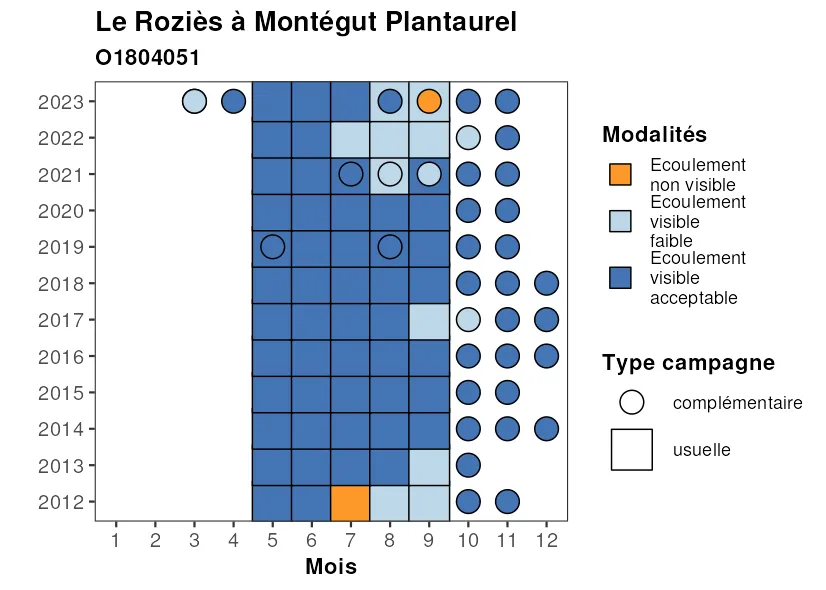 Le Roziès à Montégut Plantaurel
O1804051
2023
2022
2021
2020
2019
2018
2017
2016
2015
2014
2013
2012
1 2 3 4 5 6 7 8 9 10 11 12
Mois
Modalités
Ecoulement
non visible
Ecoulement
visible
faible
Ecoulement
visible
acceptable
Type campagne
complémentaire
usuelle